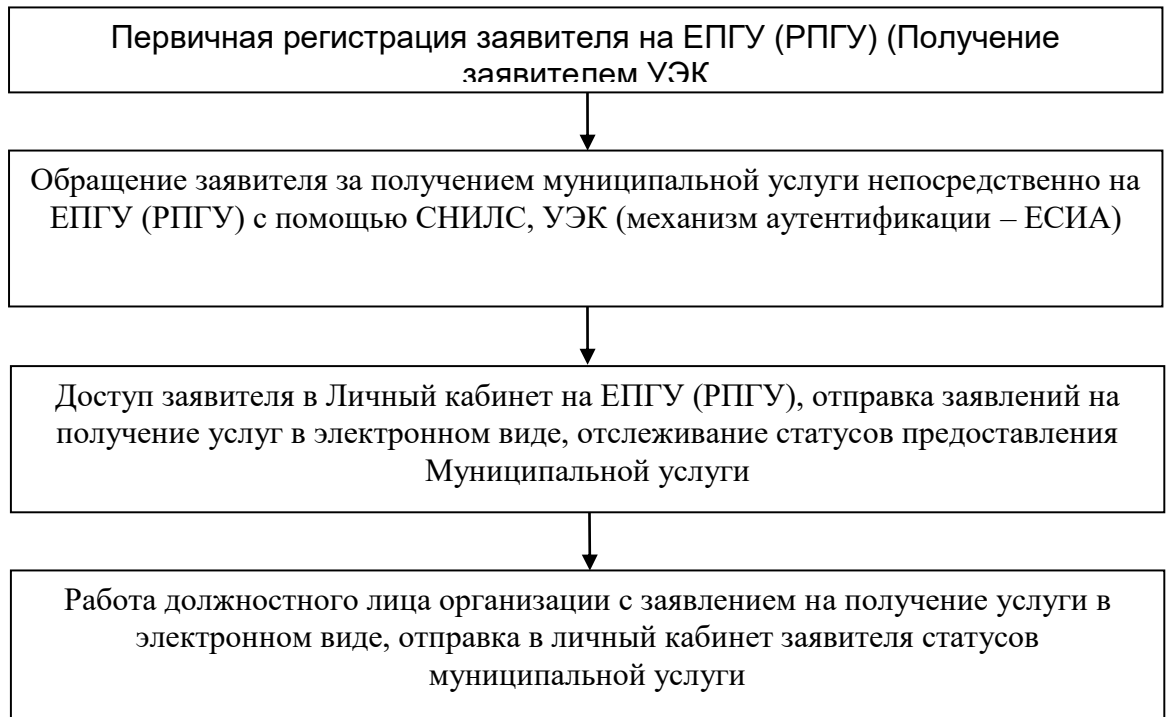 Первичная регистрация заявителя на ЕПГУ (РПГУ) (Получение
заявителем УЭК
Обращение заявителя за получением муниципальной услуги непосредственно на
ЕПГУ (РПГУ) с помощью СНИЛС, УЭК (механизм аутентификации – ЕСИА)
Доступ заявителя в Личный кабинет на ЕПГУ (РПГУ), отправка заявлений на
получение услуг в электронном виде, отслеживание статусов предоставления
Муниципальной услуги
Работа должностного лица организации с заявлением на получение услуги в
электронном виде, отправка в личный кабинет заявителя статусов
муниципальной услуги